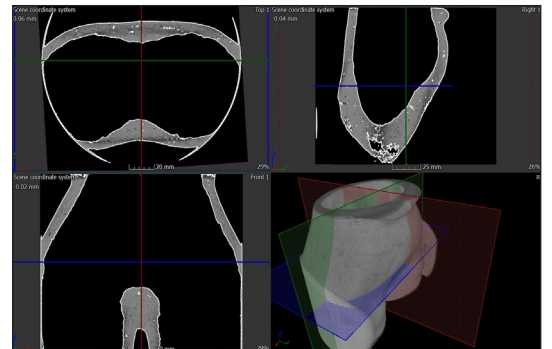 Scene coordinate system
Top 1
0.06 mm
20 mm
29%
Scene coordinate system
Right 1
0.04 mm
25 mm
26%
Scene coordinate system
Front 1
0.02 mm